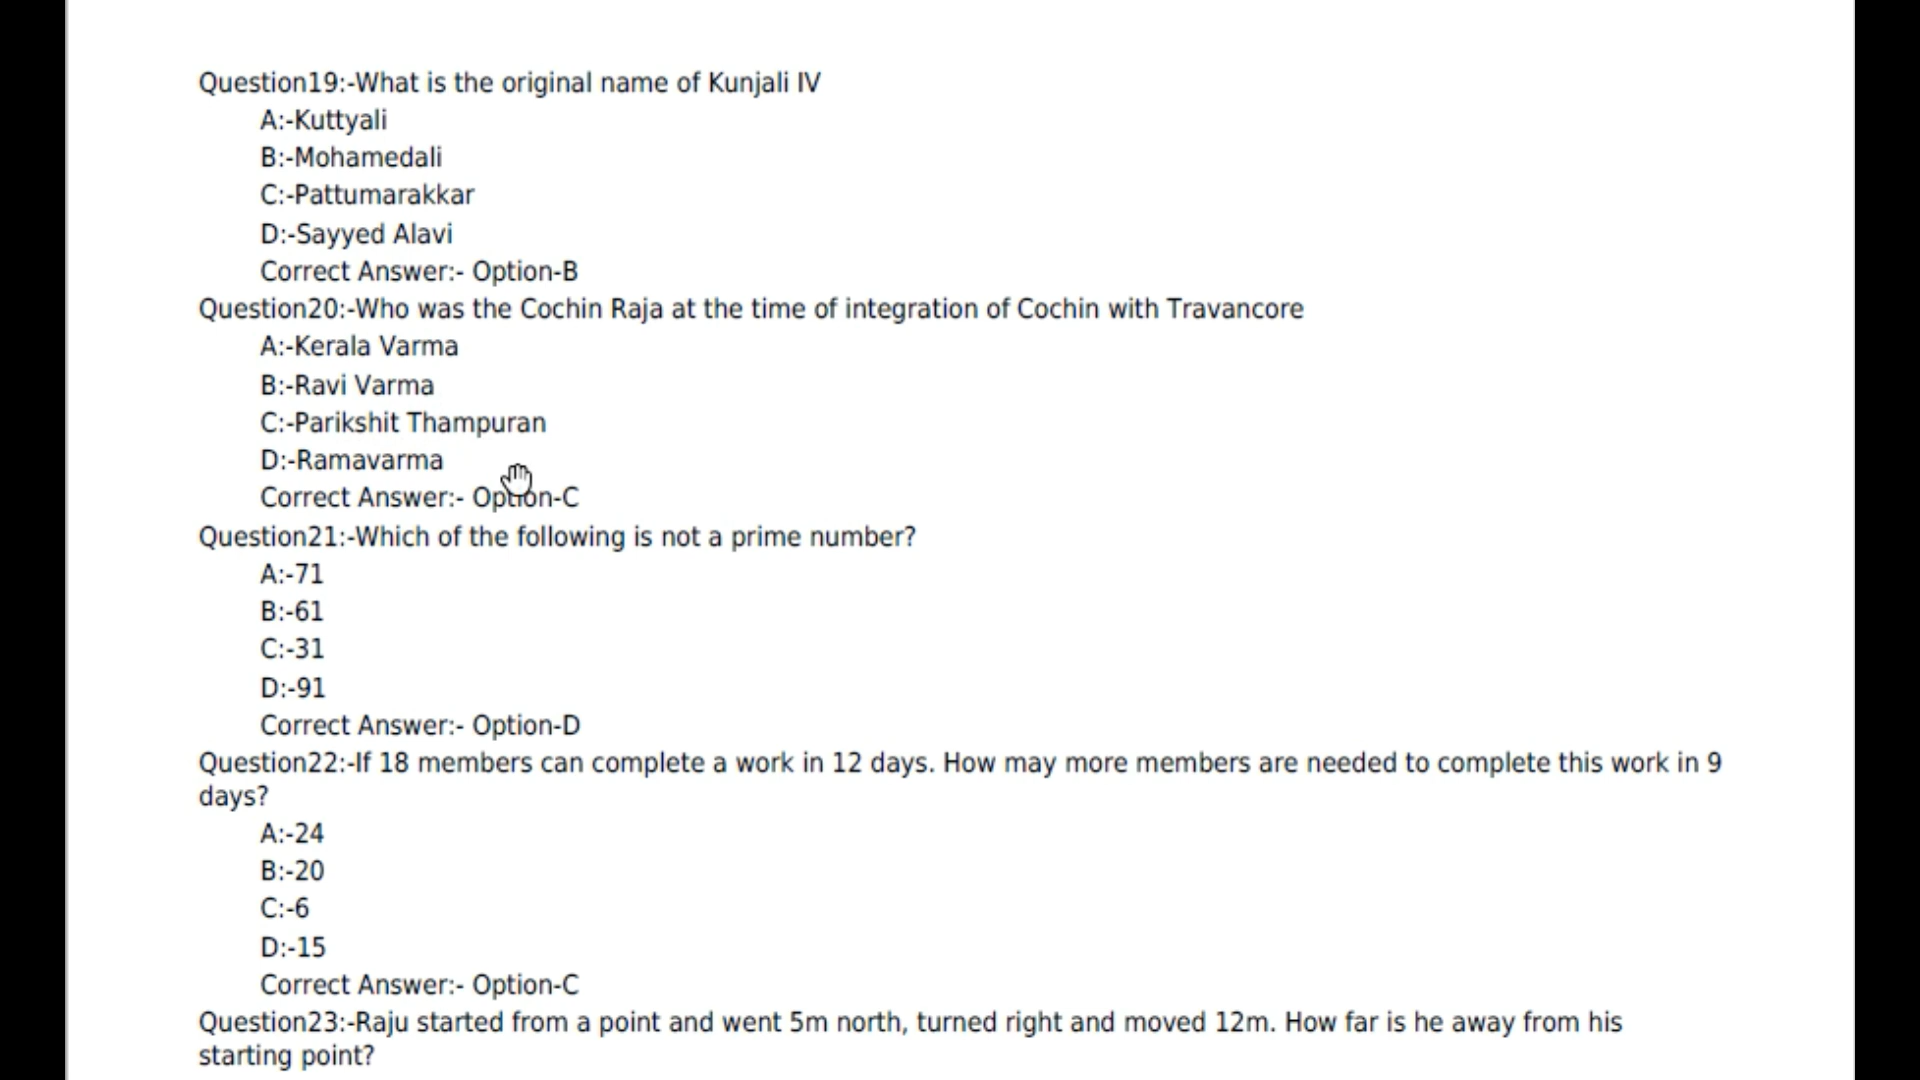 Question19:-What is the original name of Kunjali IV
A:-Kuttyali
B:-Mohamedali
C:-Pattumarakkar
D:-Sayyed Alavi
Correct Answer:- Option-B
Question20:-Who was the Cochin Raja at the time of integration of Cochin with Travancore
A:-Kerala Varma
B:-Ravi Varma
C:-Parikshit Thampuran
D:-Ramavarma
Correct Answer:- Option-C
Question21:-Which of the following is not a prime number?
A:-71
B:-61
C:-31
D:-91
Correct Answer:- Option-D
Question22:-If 18 members can complete a work in 12 days. How may more members are needed to complete this work in 9
days?
A:-24
B:-20
C:-6
D:-15
Correct Answer:- Option-C
Question23:-Raju started from a point and went 5m north, turned right and moved 12m. How far is he away from his
starting point?